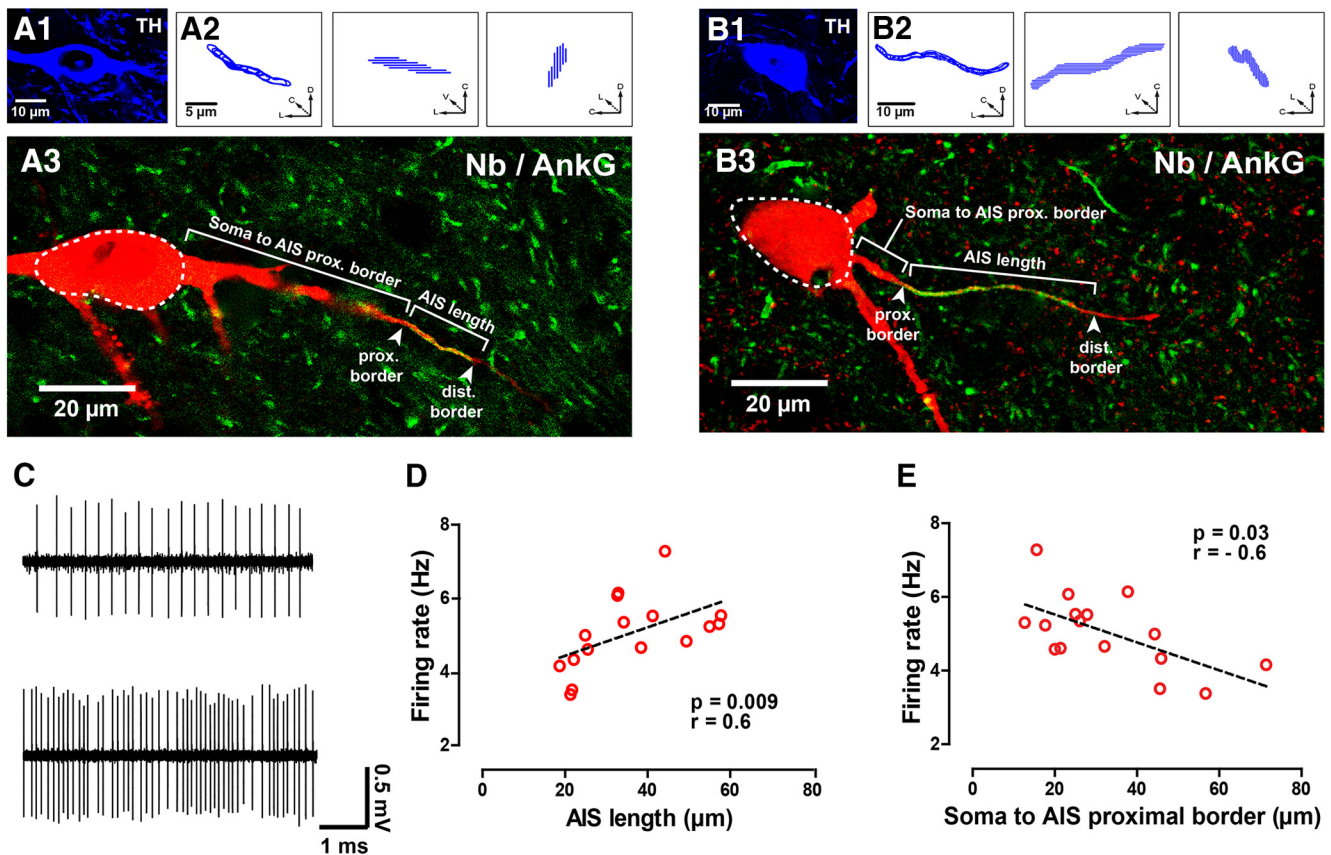 A1
TH
10 µm
A2
5 µm
D
C
L
D
V
L
D
L
C
B1
10 µm
B2
10 µm
D
C
L
D
V
L
D
L
C
A3
Nb / AnkG
Soma to AIS prox. border
AIS length
prox.
border
dist.
border
20 µm
B3
Nb / AnkG
Soma to AIS prox. border
AIS length
prox.
border
dist.
border
20 µm
C
0.5 mV
1 ms
D
Firing rate (Hz)
8
6
4
2
p = 0.009
r = 0.6
0 20 40 60 80
AIS length (µm)
E
Firing rate (Hz)
8
6
4
2
p = 0.03
r = - 0.6
0 20 40 60 80
Soma to AIS proximal border (µm)